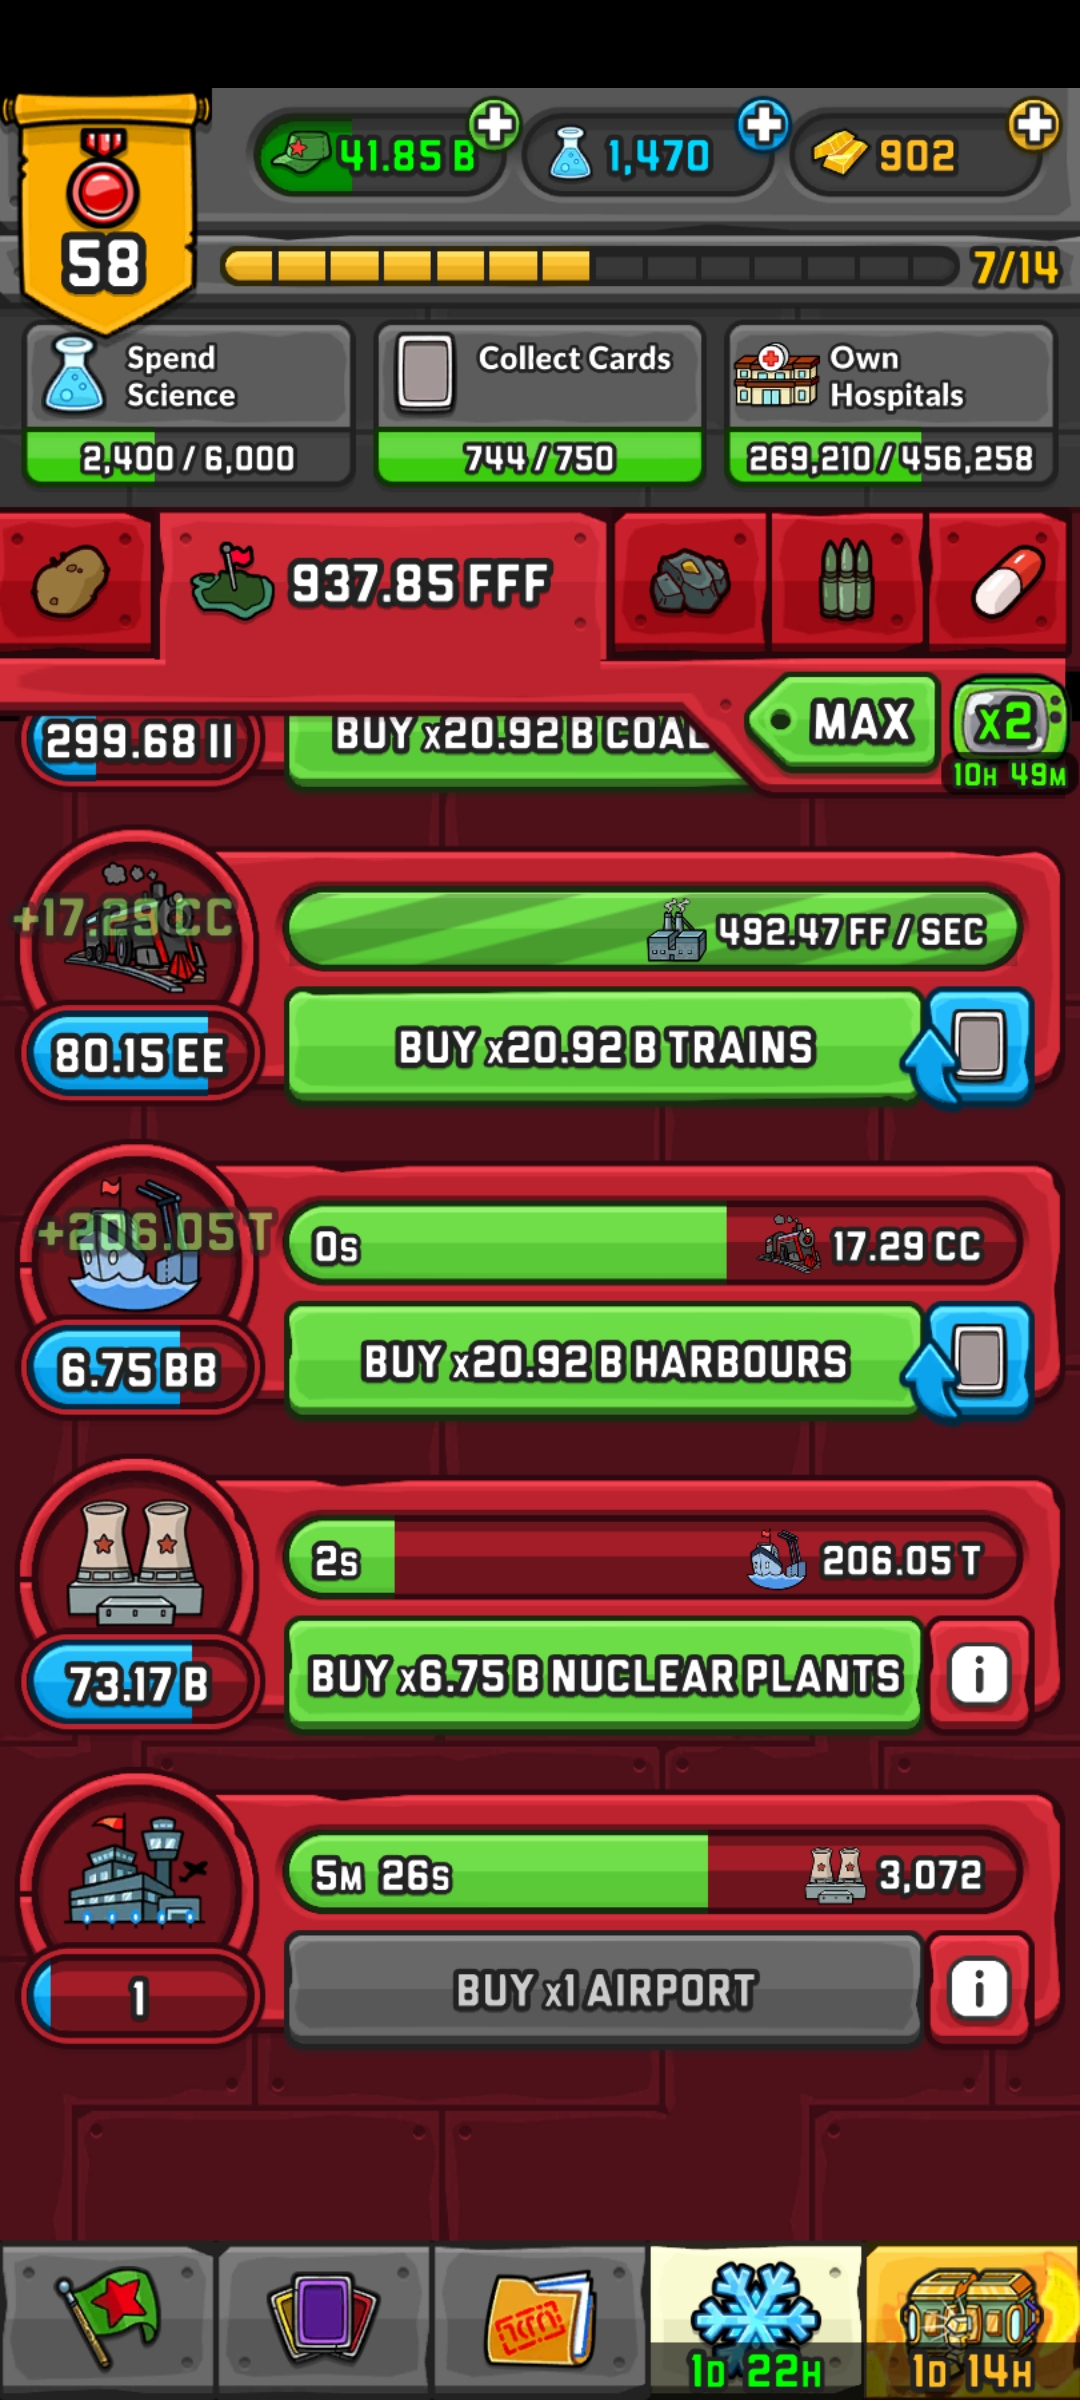 41.85 B
1,470
902
58
7/14
Spend
Science
2,400 / 6,000
Collect Cards
744 / 750
Own
Hospitals
269,210 / 456,258
937.85 FFF
MAX
x2
10H 49M
299.68 II
BUY x20.92 B COAL
+17.29 CC
492.47 FF / SEC
80.15 EE
BUY x20.92 B TRAINS
+206.05 T
0s
17.29 CC
6.75 BB
BUY x20.92 B HARBOURS
2s
206.05 T
73.17 B
BUY x6.75 B NUCLEAR PLANTS
i
5M 26s
3,072
1
BUY x1 AIRPORT
i
1D 22H
1D 14H